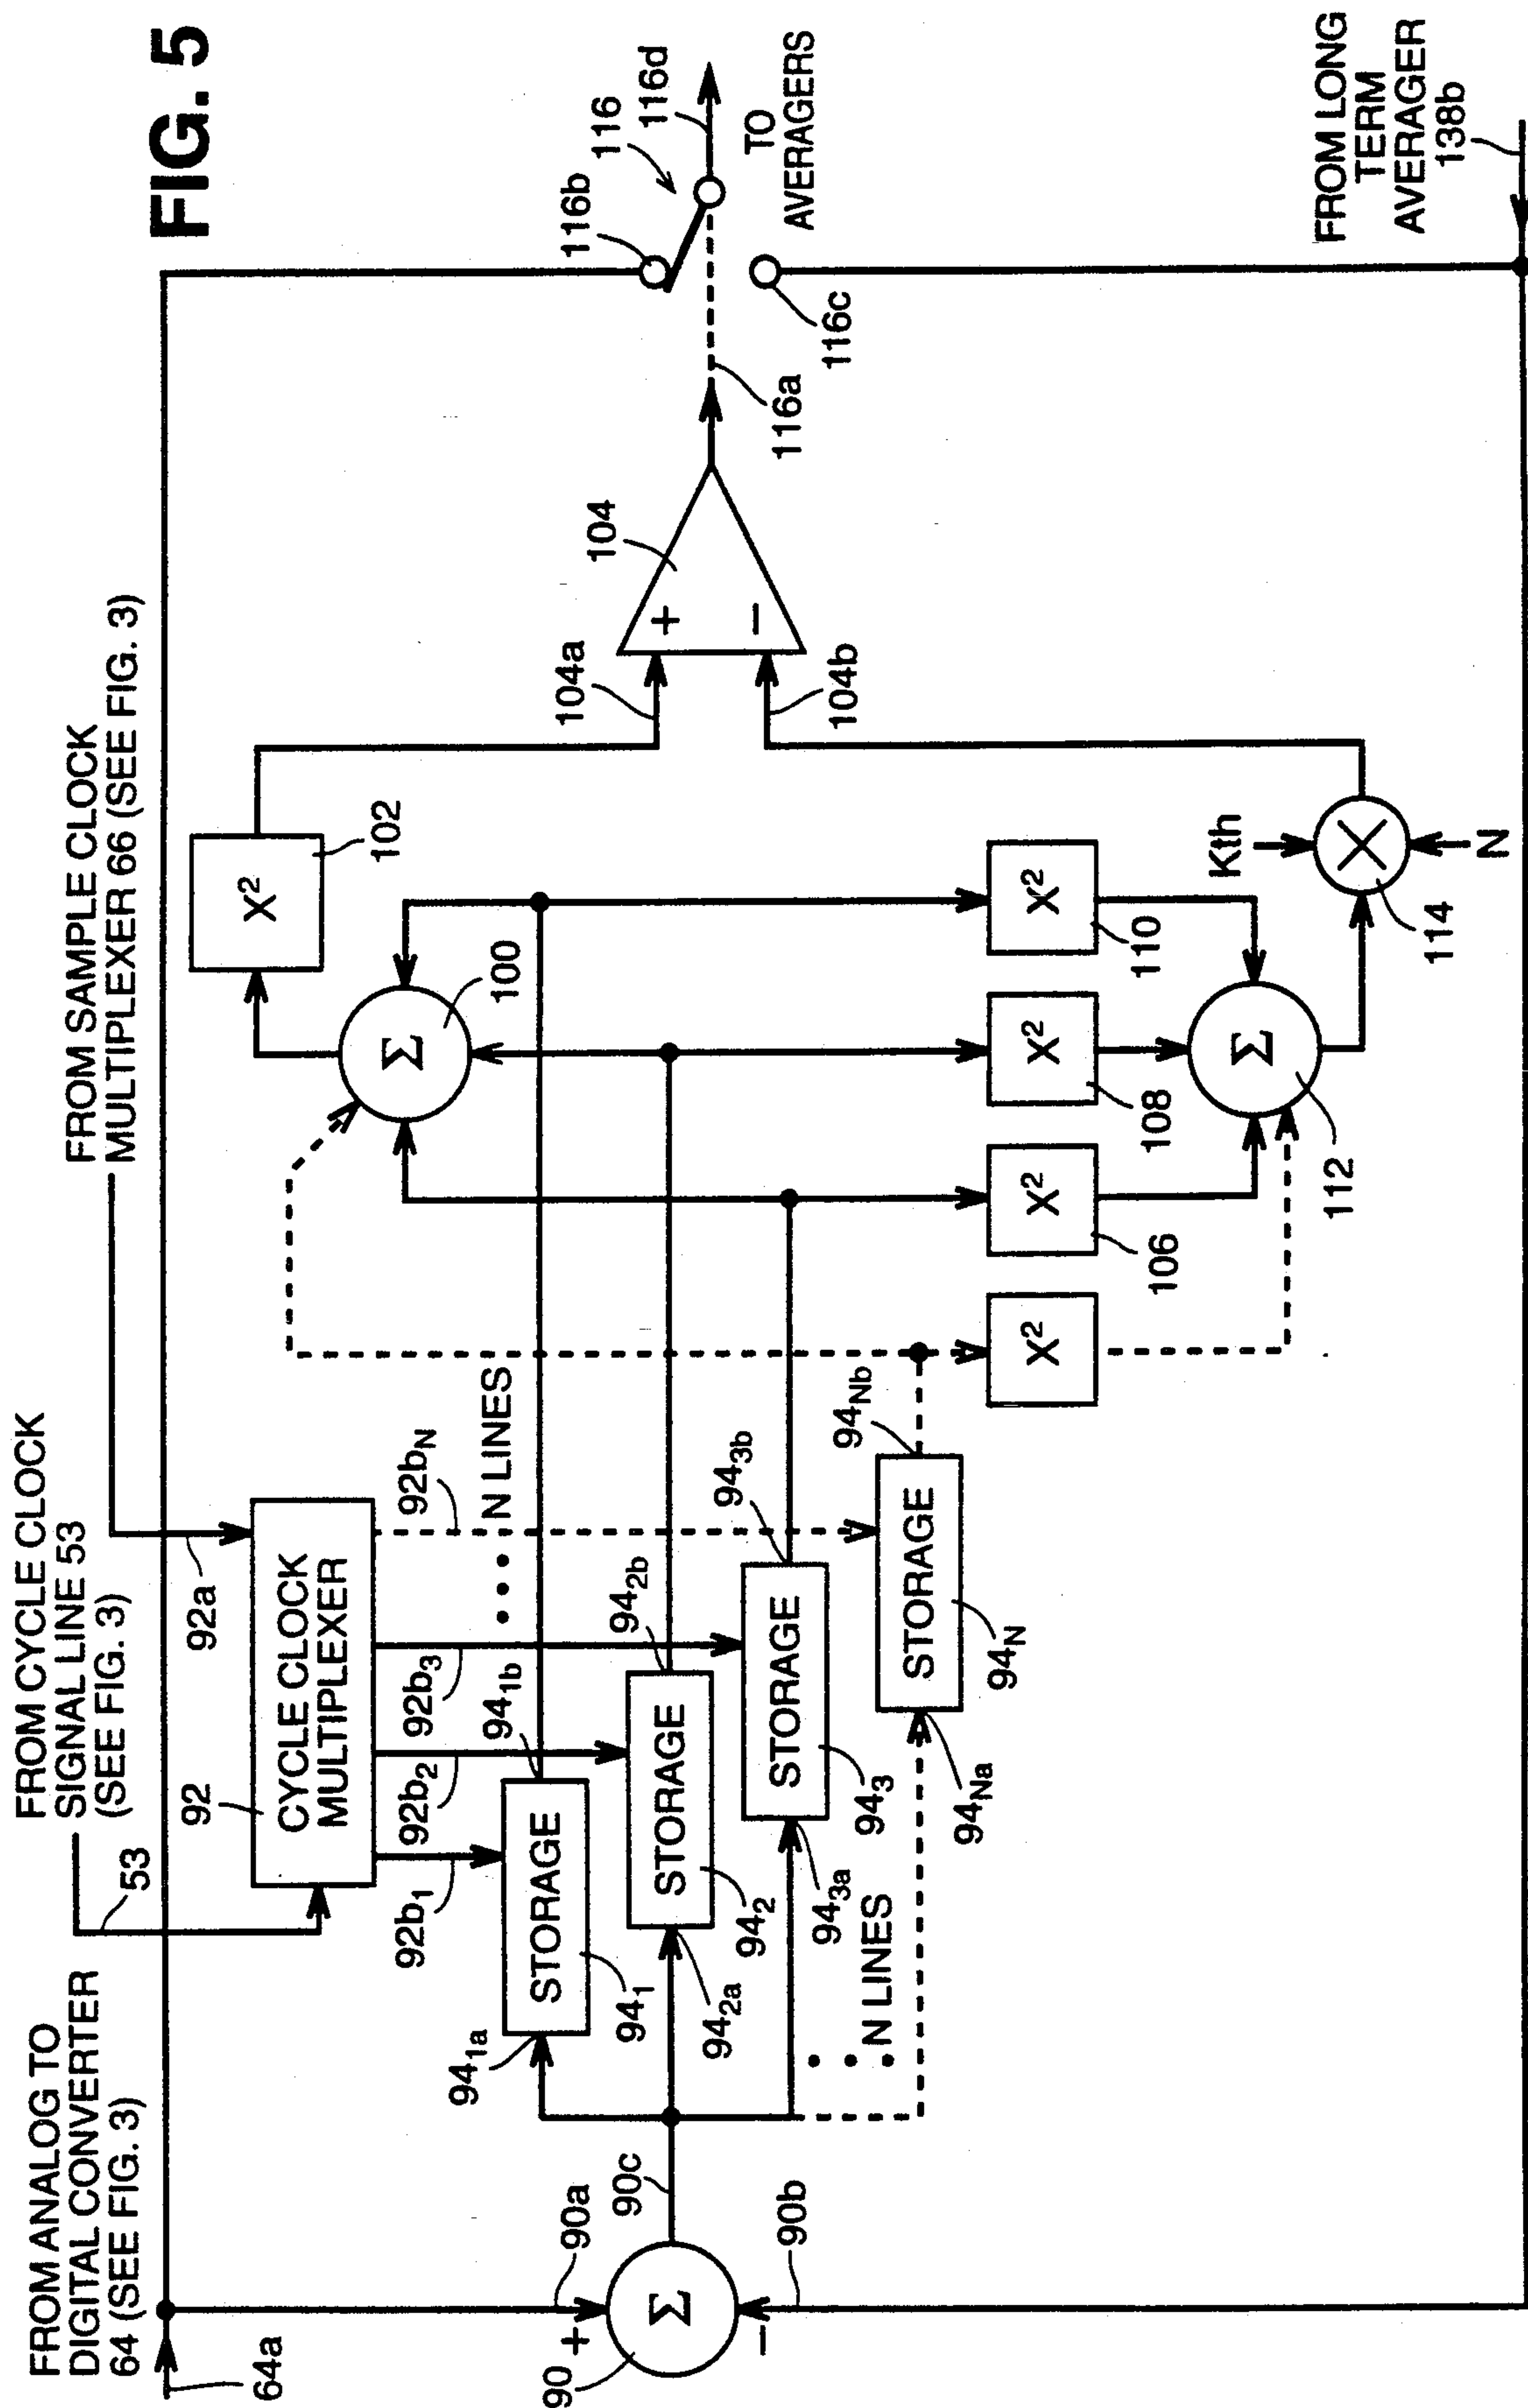 FIG. 5
FROM ANALOG TO
DIGITAL CONVERTER
64 (SEE FIG. 3)
64a
FROM CYCLE CLOCK
SIGNAL LINE 53
(SEE FIG. 3)
53
FROM SAMPLE CLOCK
MULTIPLEXER 66 (SEE FIG. 3)
92
92a
CYCLE CLOCK
MULTIPLEXER
92b1
92b2
92b3
92bN
N LINES
90
90a
90b
90c
+
Σ
−
941a
STORAGE
941
941b
942a
STORAGE
942
942b
943a
STORAGE
943
943b
N LINES
94Na
STORAGE
94N
94Nb
Σ
100
X2
102
X2
X2
106
X2
108
X2
110
Σ
112
Kth
X
N
114
104a
104b
+
−
104
116a
116b
116
116d
116c
TO
AVERAGERS
FROM LONG
TERM
AVERAGER
138b